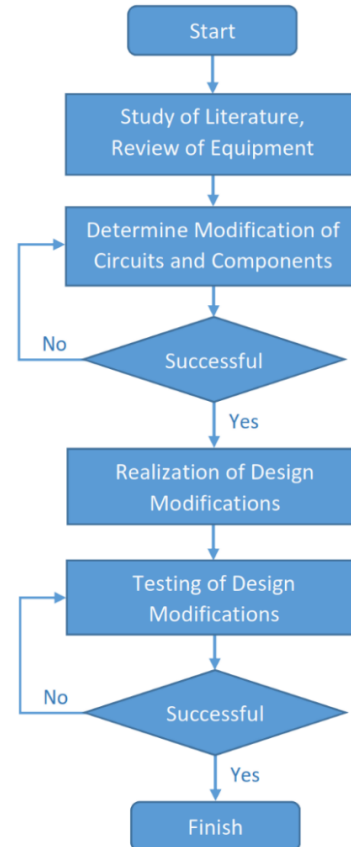 Start
Study of Literature,
Review of Equipment
Determine Modification of
Circuits and Components
No
Successful
Yes
Realization of Design
Modifications
Testing of Design
Modifications
No
Successful
Yes
Finish